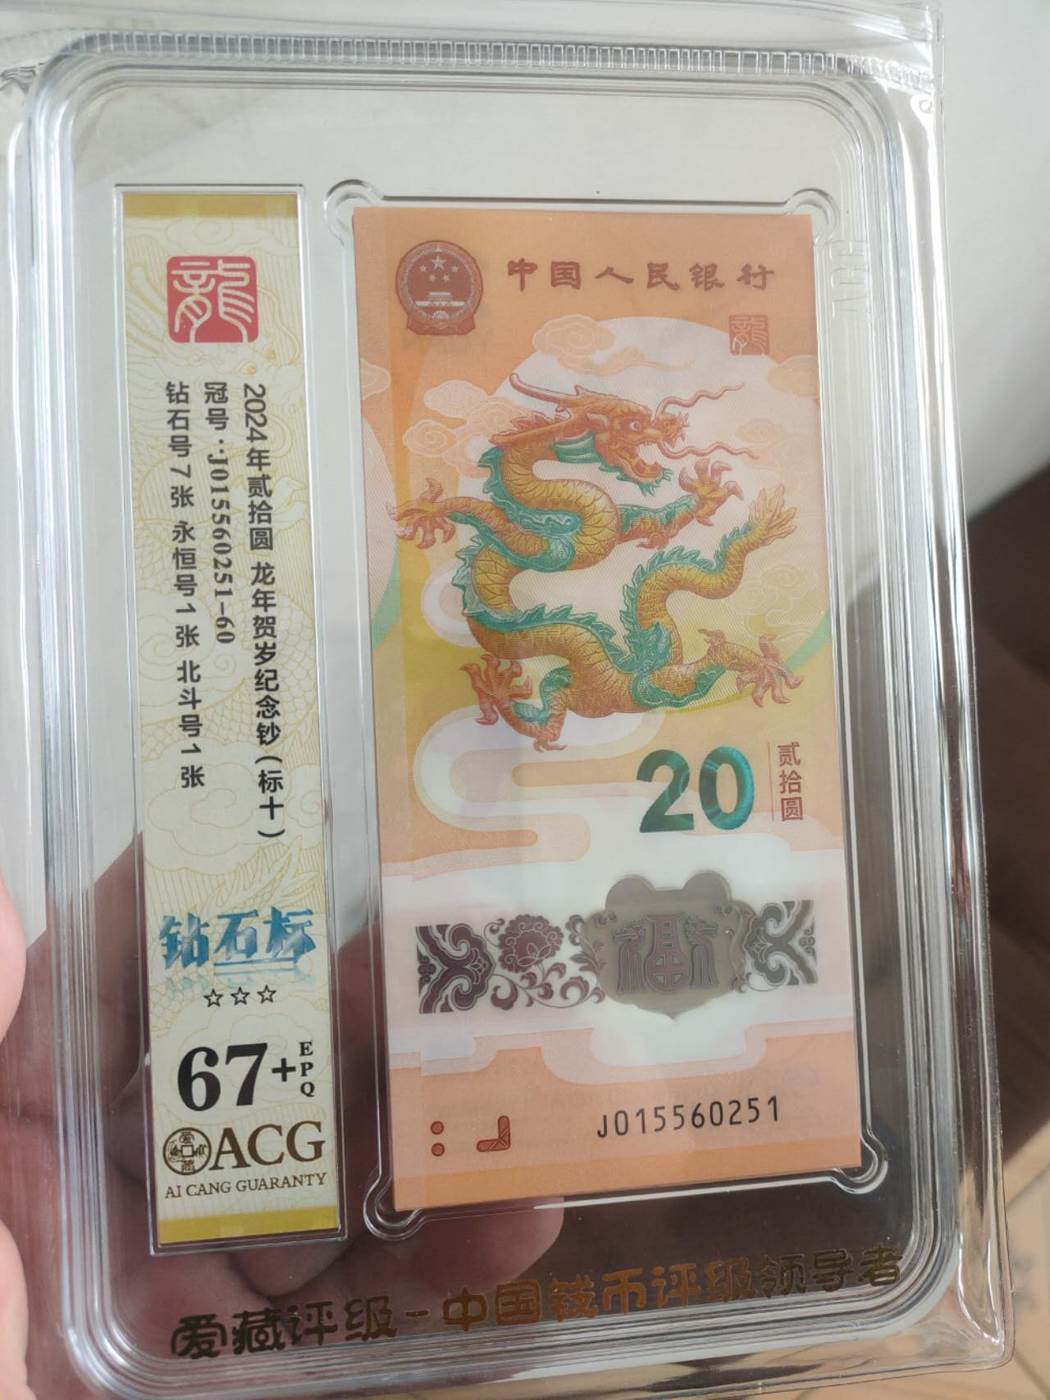 龍
2024年贰拾圆 龙年贺岁纪念钞(标十)
冠号:J015560251-60
钻石号7张 永恒号1张 北斗号1张
钻石标
☆☆☆
67+
EPQ
ACG
AI CANG GUARANTY
中国人民银行
龍
20
贰拾圆
福
J015560251
爱藏评级-中国钱币评级领导者